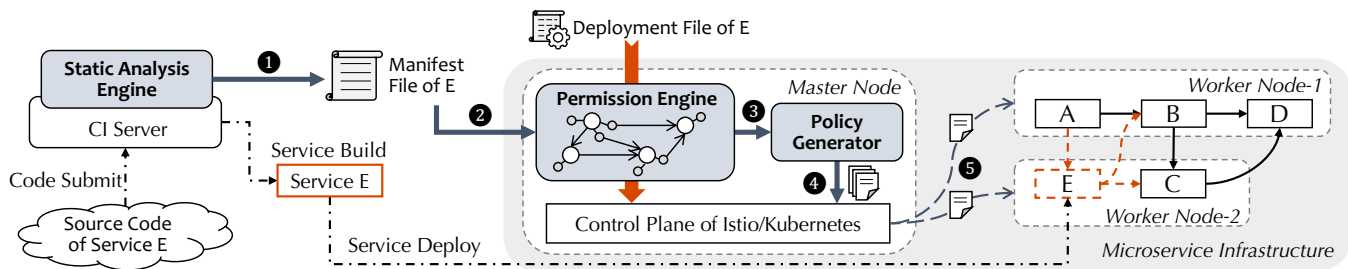 Deployment File of E
Static Analysis
Engine
CI Server
1
Manifest
File of E
2
Permission Engine
Master Node
3
Policy
Generator
4
Control Plane of Istio/Kubernetes
5
Worker Node-1
A
B
D
E
C
Worker Node-2
Microservice Infrastructure
Code Submit
Service Build
Service E
Source Code
of Service E
Service Deploy